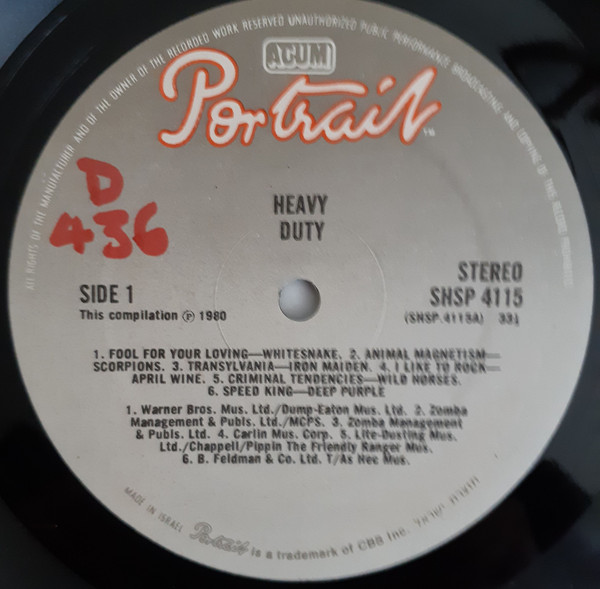 ALL RIGHTS OF THE MANUFACTURER AND OF THE OWNER OF THE RECORDED WORK RESERVED UNAUTHORIZED PUBLIC PERFORMANCE BROADCASTING AND COPYING OF THIS RECORD PROHIBITED
ACUM
Portrait™
D
436
HEAVY
DUTY
STEREO
SIDE 1
SHSP 4115
This compilation ℗ 1980
(SHSP.4115A) 33⅓
1. FOOL FOR YOUR LOVING—WHITESNAKE. 2. ANIMAL MAGNETISM—
SCORPIONS. 3. TRANSYLVANIA—IRON MAIDEN. 4. I LIKE TO ROCK—
APRIL WINE. 5. CRIMINAL TENDENCIES—WILD HORSES.
6. SPEED KING—DEEP PURPLE
1. Warner Bros. Mus. Ltd./Dump-Eaton Mus. Ltd. 2. Zomba
Management & Publs. Ltd./MCPS. 3. Zomba Management
& Publs. Ltd. 4. Carlin Mus. Corp. 5. Lite-Dusting Mus.
Ltd./Chappell/Pippin The Friendly Ranger Mus.
6. B. Feldman & Co. Ltd. T/As Hec Mus.
MADE IN ISRAEL Portrait is a trademark of CBS Inc. תוצרת ישראל